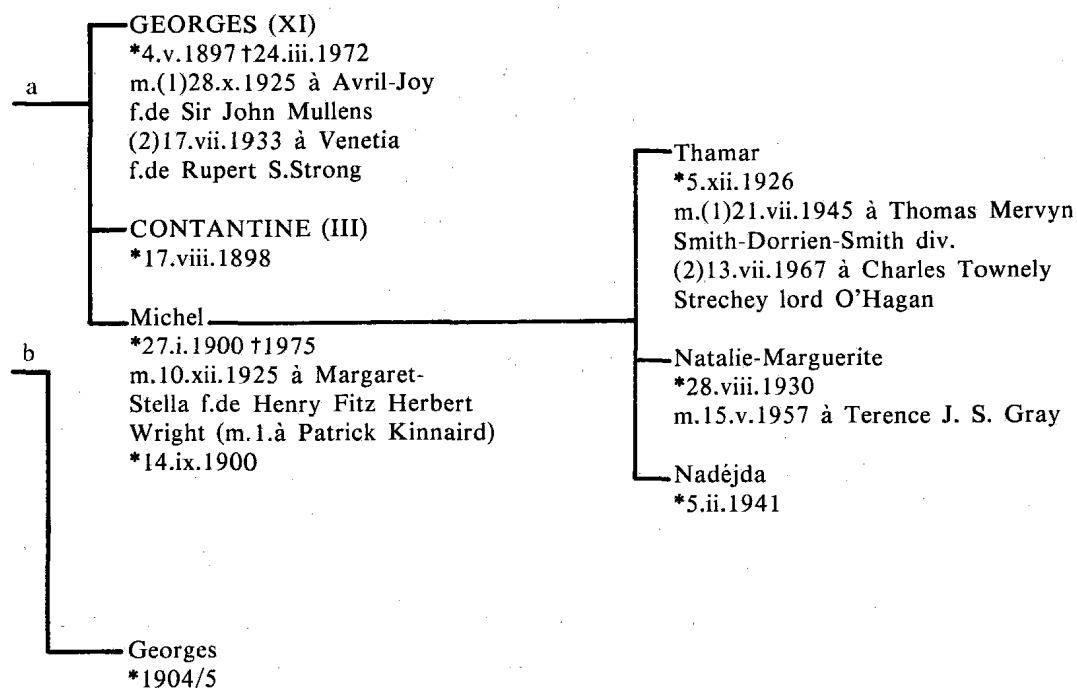 a
GEORGES (XI)
*4.v.1897 †24.iii.1972
m.(1)28.x.1925 à Avril-Joy
f.de Sir John Mullens
(2)17.vii.1933 à Venetia
f.de Rupert S.Strong
CONTANTINE (III)
*17.viii.1898
Michel
*27.i.1900 †1975
m.10.xii.1925 à Margaret-
Stella f.de Henry Fitz Herbert
Wright (m.1.à Patrick Kinnaird)
*14.ix.1900
Thamar
*5.xii.1926
m.(1)21.vii.1945 à Thomas Mervyn
Smith-Dorrien-Smith div.
(2)13.vii.1967 à Charles Townely
Strechey lord O'Hagan
Natalie-Marguerite
*28.viii.1930
m.15.v.1957 à Terence J. S. Gray
Nadéjda
*5.ii.1941
b
Georges
*1904/5